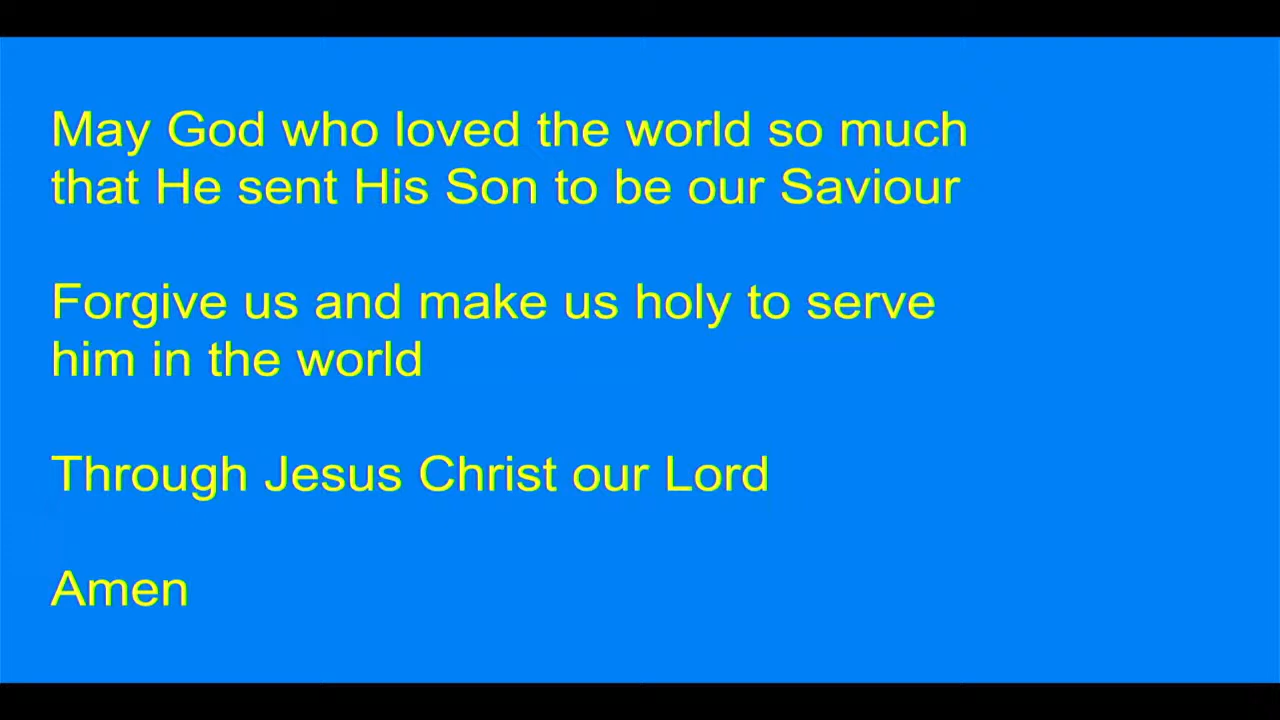 May God who loved the world so much
that He sent His Son to be our Saviour
Forgive us and make us holy to serve
him in the world
Through Jesus Christ our Lord
Amen